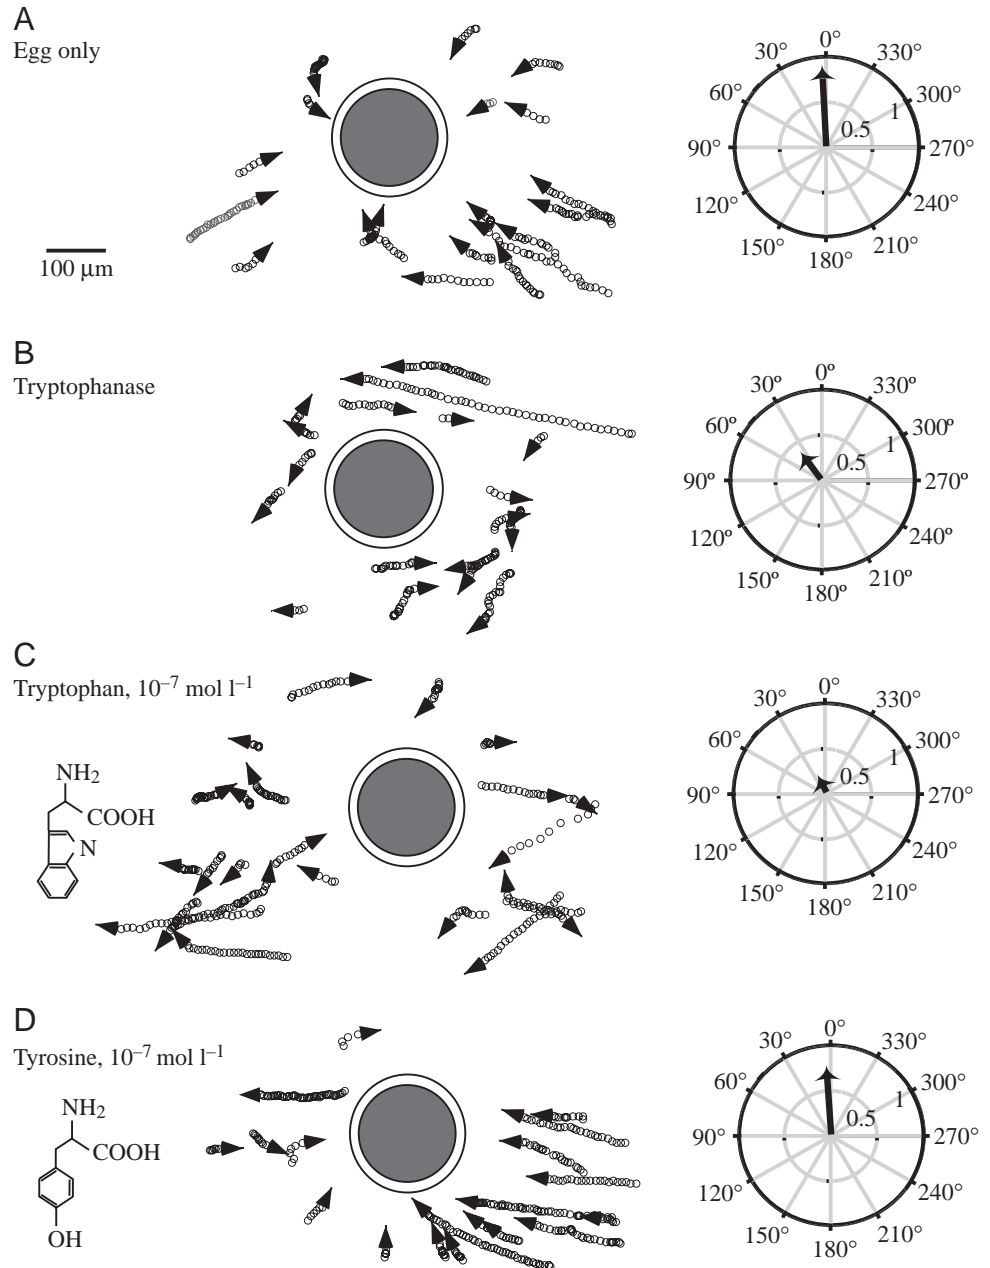 A
Egg only
100 µm
0°
30° 330°
60° 300°
1
0.5
90° 270°
120° 240°
150° 210°
180°
B
Tryptophanase
0º
30º 330º
60º 300º
1
0.5
90º 270º
120º 240º
150º 210º
180º
C
Tryptophan, 10⁻⁷ mol l⁻¹
NH₂
COOH
N
0°
30° 330°
60° 300°
1
0.5
90° 270°
120° 240°
150° 210°
180°
D
Tyrosine, 10⁻⁷ mol l⁻¹
NH₂
COOH
OH
0°
30° 330°
60° 300°
1
0.5
90° 270°
120° 240°
150° 210°
180°